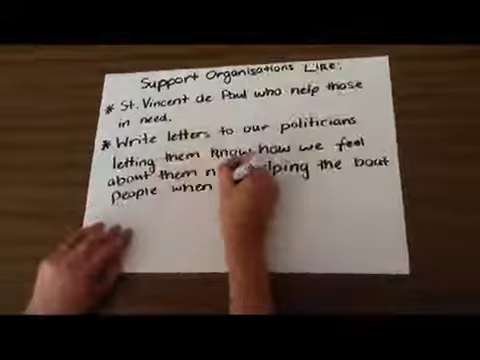 Support Organisations Like:
* St. Vincent de Paul who help those
in need.
* Write letters to our politicians
letting them know how we feel
about them helping the boat
People when